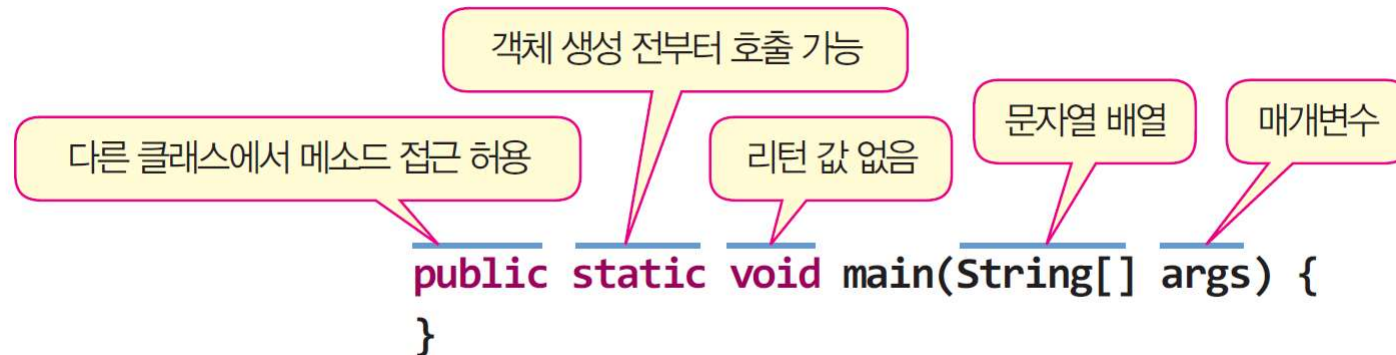 객체 생성 전부터 호출 가능
문자열 배열
매개변수
다른 클래스에서 메소드 접근 허용
리턴 값 없음
public static void main(String[] args) {
}